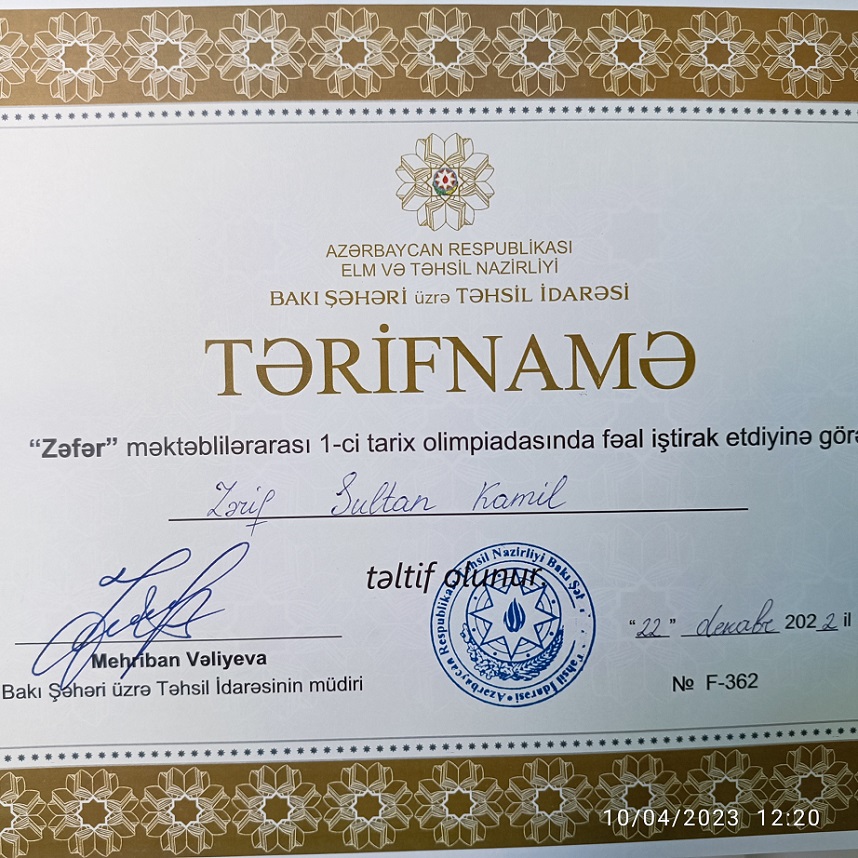 AZƏRBAYCAN RESPUBLİKASI
ELM VƏ TƏHSİL NAZİRLİYİ
BAKI ŞƏHƏRİ üzrə TƏHSİL İDARƏSİ
TƏRİFNAMƏ
“Zəfər” məktəblilərarası 1-ci tarix olimpiadasında fəal iştirak etdiyinə görə
Zərif Sultan Kamil
təltif olunur.
Mehriban Vəliyeva
Bakı Şəhəri üzrə Təhsil İdarəsinin müdiri
“22” 2022 il
№ F-362
10/04/2023 12:20